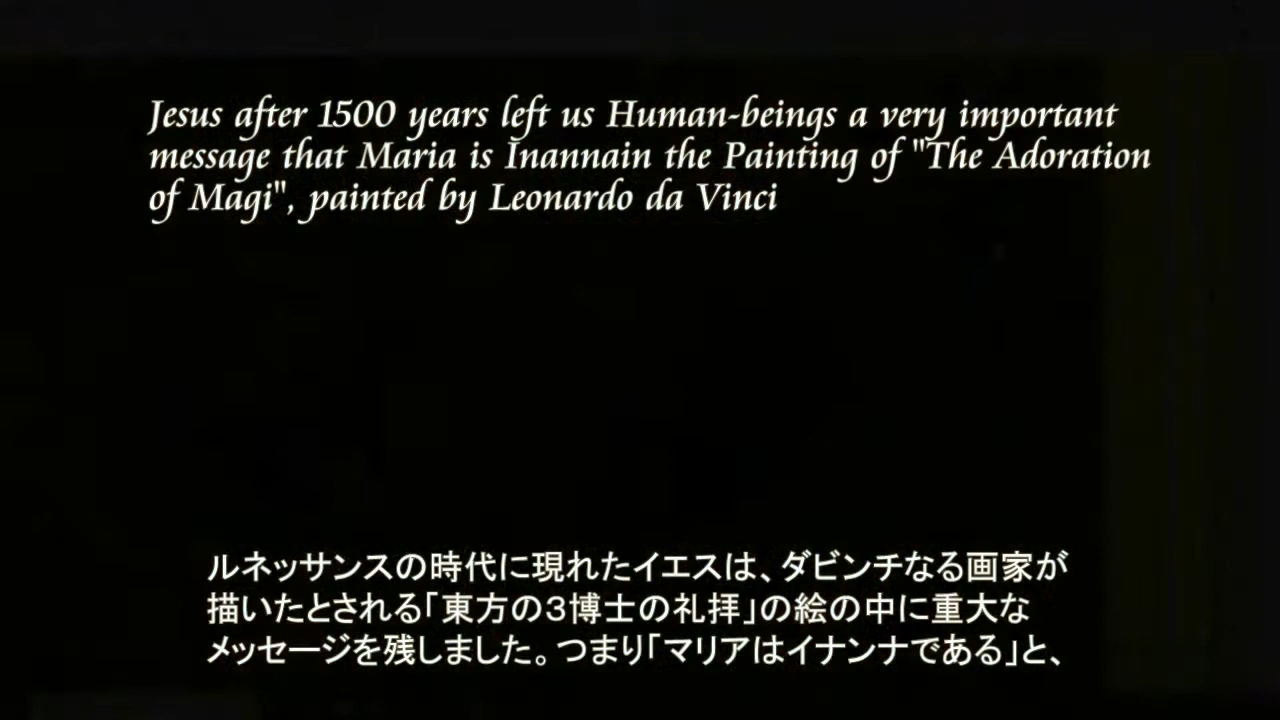 Jesus after 1500 years left us Human-beings a very important
message that Maria is Inannain the Painting of "The Adoration
of Magi", painted by Leonardo da Vinci
ルネッサンスの時代に現れたイエスは、ダビンチなる画家が
描いたとされる「東方の3博士の礼拝」の絵の中に重大な
メッセージを残しました。つまり「マリアはイナンナである」と、